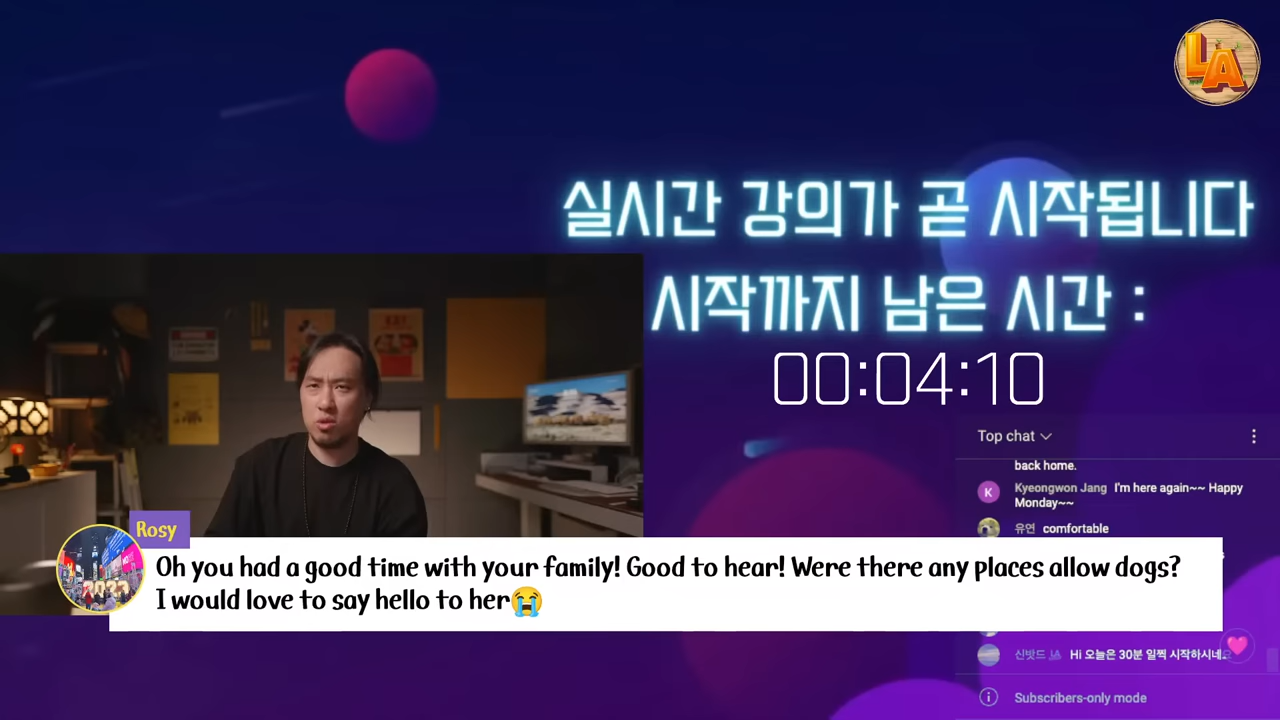 LA
실시간 강의가 곧 시작됩니다
시작까지 남은 시간 :
00:04:10
Top chat
back home.
Kyeongwon Jang I'm here again~~ Happy
Monday~~
유연 comfortable
Rosy
Oh you had a good time with your family! Good to hear! Were there any places allow dogs?
I would love to say hello to her😭
신밧드 Hi 오늘은 30분 일찍 시작하시네요
Subscribers-only mode